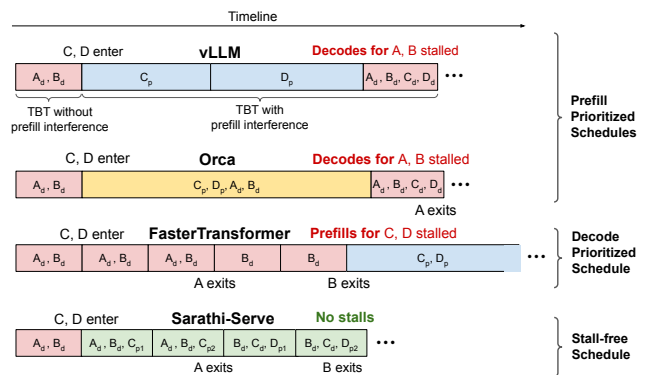 Timeline
C, D enter vLLM Decodes for A, B stalled
A_d, B_d C_p D_p A_d, B_d, C_d, D_d •••
TBT without prefill interference
TBT with prefill interference
C, D enter Orca Decodes for A, B stalled
A_d, B_d C_p, D_p, A_d, B_d A_d, B_d, C_d, D_d •••
A exits
Prefill
Prioritized
Schedules
C, D enter FasterTransformer Prefills for C, D stalled
A_d, B_d A_d, B_d A_d, B_d B_d B_d C_p, D_p •••
A exits B exits
Decode
Prioritized
Schedule
C, D enter Sarathi-Serve No stalls
A_d, B_d A_d, B_d, C_p1 A_d, B_d, C_p2 B_d, C_d, D_p1 B_d, C_d, D_p2 •••
A exits B exits
Stall-free
Schedule